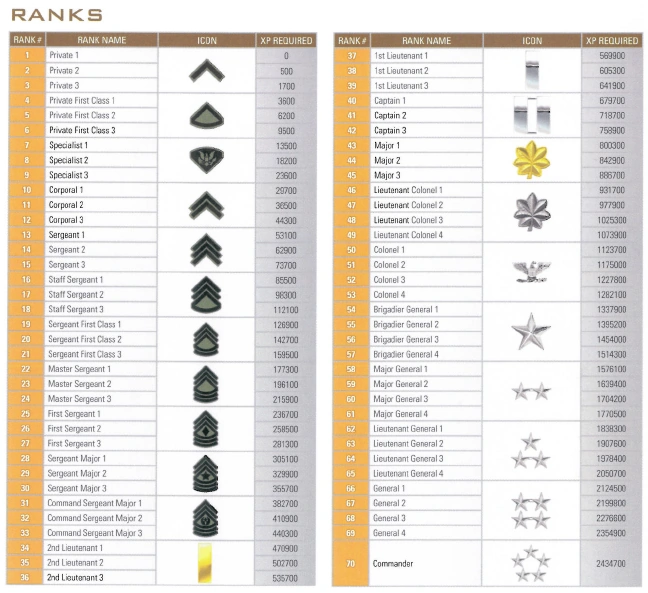 RANKS
RANK # RANK NAME ICON XP REQUIRED
1 Private 1 0
2 Private 2 500
3 Private 3 1700
4 Private First Class 1 3600
5 Private First Class 2 6200
6 Private First Class 3 9500
7 Specialist 1 13500
8 Specialist 2 18200
9 Specialist 3 23600
10 Corporal 1 29700
11 Corporal 2 36500
12 Corporal 3 44300
13 Sergeant 1 53100
14 Sergeant 2 62900
15 Sergeant 3 73700
16 Staff Sergeant 1 85500
17 Staff Sergeant 2 98300
18 Staff Sergeant 3 112100
19 Sergeant First Class 1 126900
20 Sergeant First Class 2 142700
21 Sergeant First Class 3 159500
22 Master Sergeant 1 177300
23 Master Sergeant 2 196100
24 Master Sergeant 3 215900
25 First Sergeant 1 236700
26 First Sergeant 2 258500
27 First Sergeant 3 281300
28 Sergeant Major 1 305100
29 Sergeant Major 2 329900
30 Sergeant Major 3 355700
31 Command Sergeant Major 1 382700
32 Command Sergeant Major 2 410900
33 Command Sergeant Major 3 440300
34 2nd Lieutenant 1 470900
35 2nd Lieutenant 2 502700
36 2nd Lieutenant 3 535700
RANK# RANK NAME ICON XP REQUIRED
37 1st Lieutenant 1 569900
38 1st Lieutenant 2 605300
39 1st Lieutenant 3 641900
40 Captain 1 679700
41 Captain 2 718700
42 Captain 3 758900
43 Major 1 800300
44 Major 2 842900
45 Major 3 886700
46 Lieutenant Colonel 1 931700
47 Lieutenant Colonel 2 977900
48 Lieutenant Colonel 3 1025300
49 Lieutenant Colonel 4 1073900
50 Colonel 1 1123700
51 Colonel 2 1175000
52 Colonel 3 1227800
53 Colonel 4 1282100
54 Brigadier General 1 1337900
55 Brigadier General 2 1395200
56 Brigadier General 3 1454000
57 Brigadier General 4 1514300
58 Major General 1 1576100
59 Major General 2 1639400
60 Major General 3 1704200
61 Major General 4 1770500
62 Lieutenant General 1 1838300
63 Lieutenant General 2 1907600
64 Lieutenant General 3 1978400
65 Lieutenant General 4 2050700
66 General 1 2124500
67 General 2 2199800
68 General 3 2276600
69 General 4 2354900
70 Commander 2434700